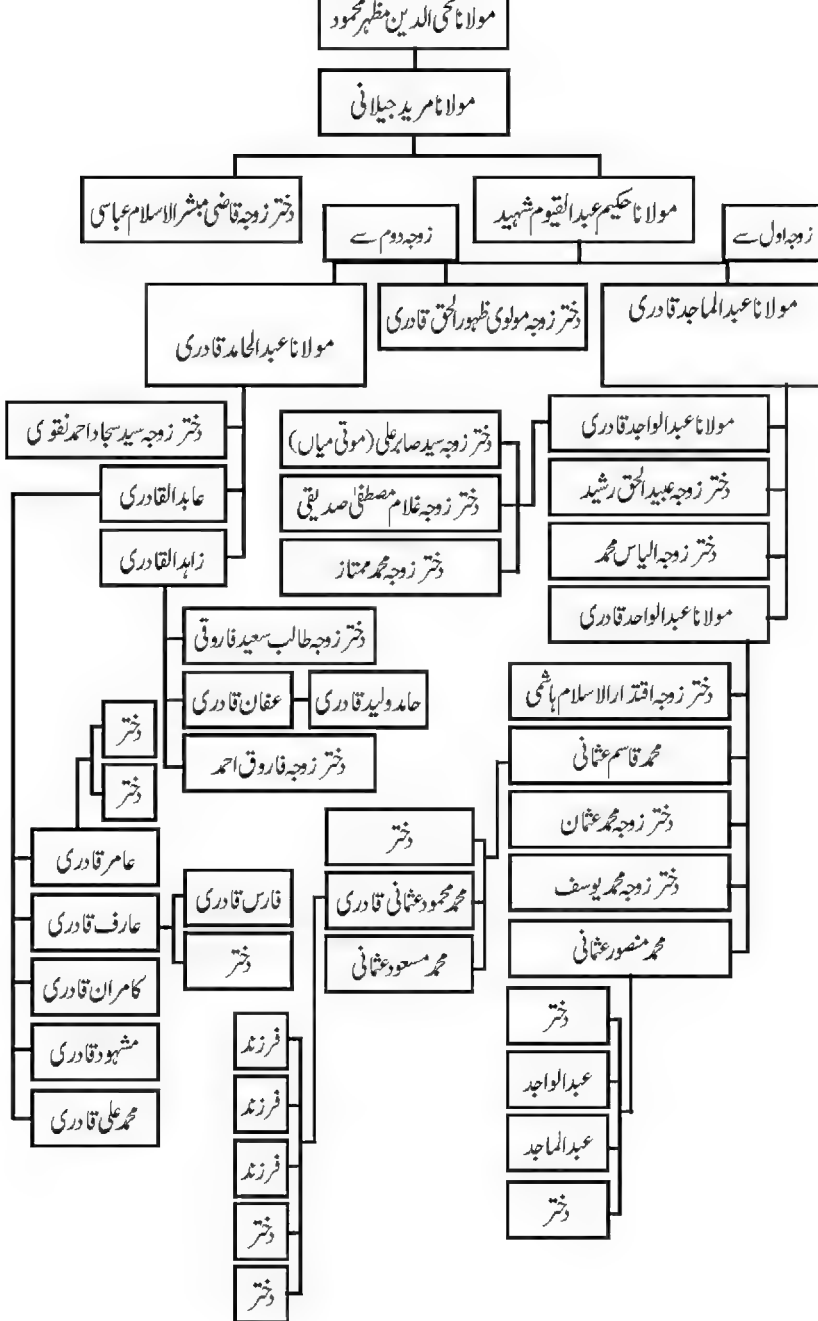 مولانا محی الدین مظہر محمود
مولانا مرید جیلانی
مولانا حکیم عبدالقیوم شہید
دختر زوجہ قاضی مبشر الاسلام عباسی
زوجہ اول سے
زوجہ دوم سے
مولانا عبدالماجد قادری
دختر زوجہ مولوی ظہور الحق قادری
مولانا عبدالحامد قادری
مولانا عبدالواجد قادری
دختر زوجہ عبیدالحق رشید
دختر زوجہ الیاس محمد
مولانا عبدالواحد قادری
دختر زوجہ سید صابر علی (موتی میاں)
دختر زوجہ غلام مصطفیٰ صدیقی
دختر زوجہ محمد ممتاز
دختر زوجہ سید سجاد احمد نقوی
عابد القادری
زاہد القادری
دختر زوجہ طالب سعید فاروقی
عفان قادری
حامد ولید قادری
دختر زوجہ فاروق احمد
دختر زوجہ اقتدار الاسلام ہاشمی
محمد قاسم عثمانی
دختر زوجہ محمد عثمان
دختر زوجہ محمد یوسف
محمد منصور عثمانی
دختر
محمد محمود عثمانی قادری
محمد مسعود عثمانی
دختر
دختر
عامر قادری
عارف قادری
کامران قادری
مشہود قادری
محمد علی قادری
فارس قادری
دختر
فرزند
فرزند
فرزند
دختر
دختر
دختر
عبدالواجد
عبدالماجد
دختر